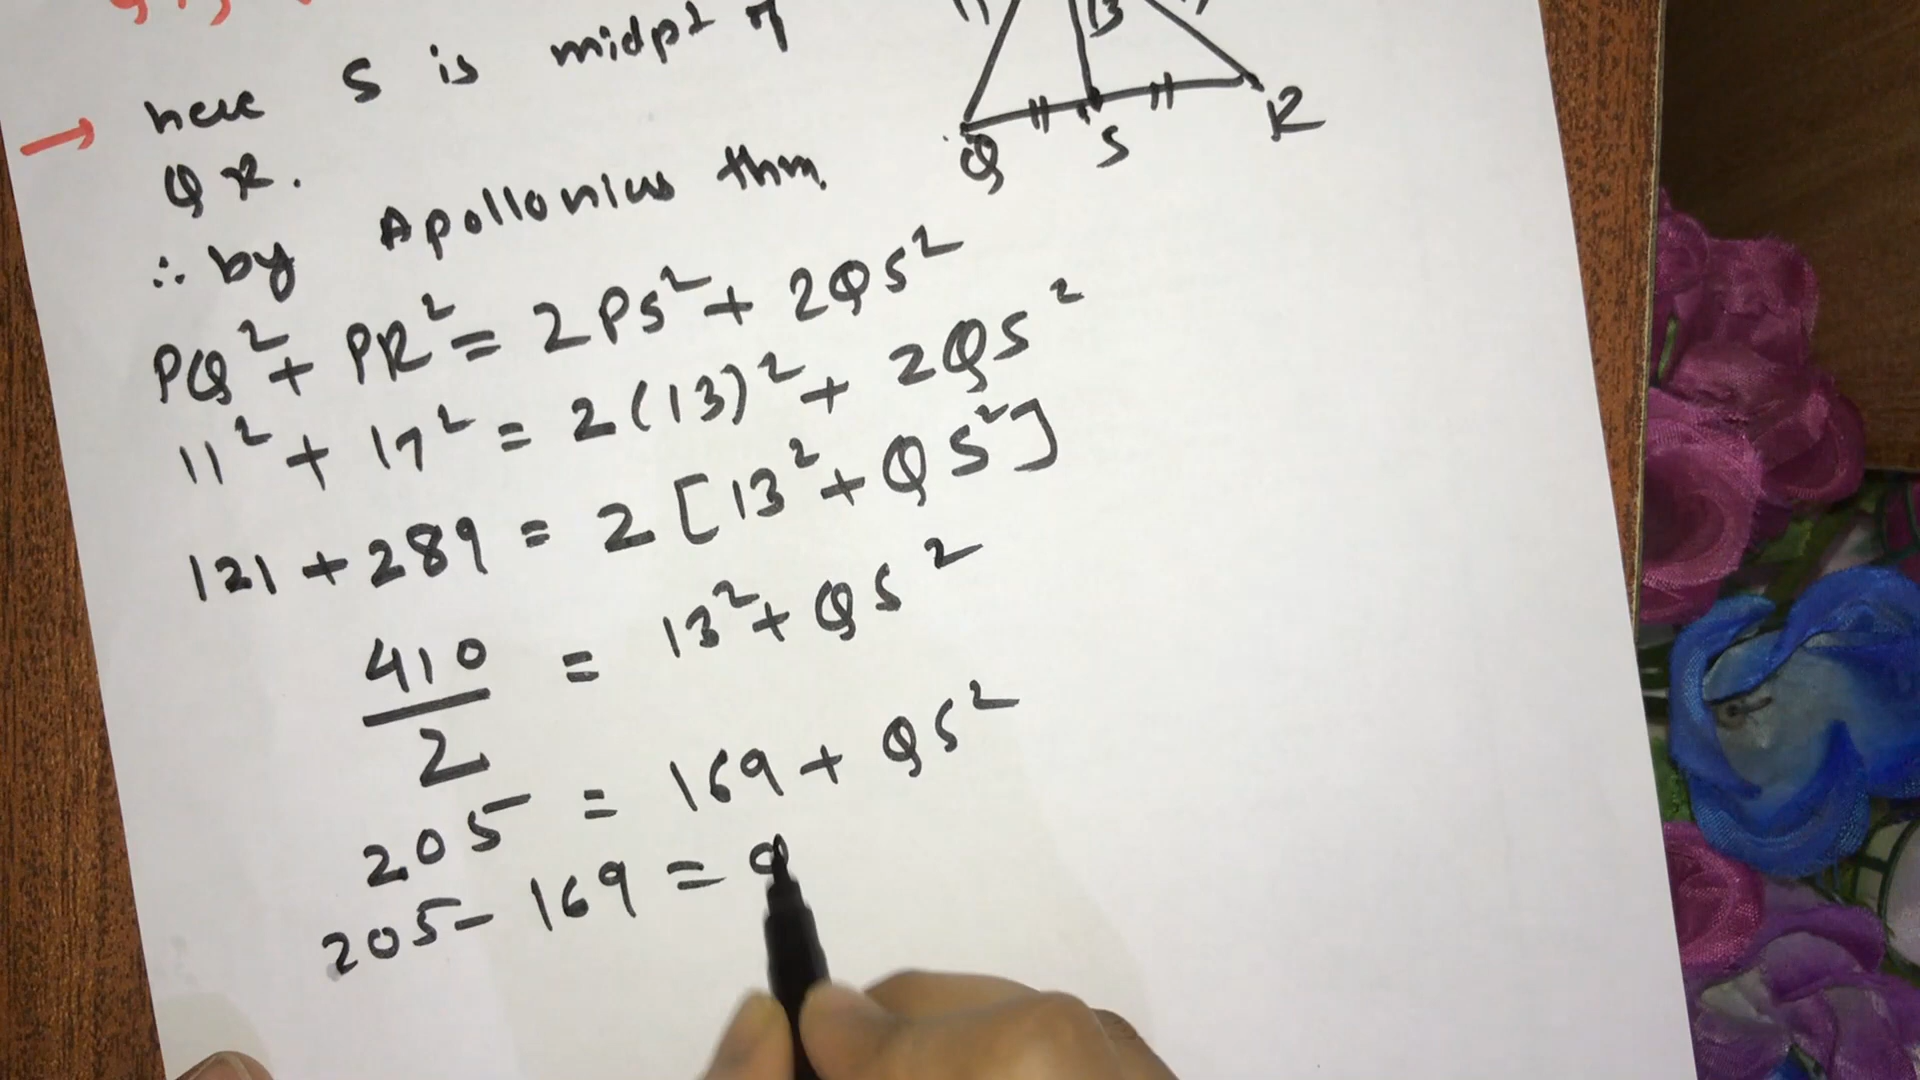 here S is midpt of
QR.
∴ by Apollonius thm.
PQ² + PR² = 2PS² + 2QS²
11² + 17² = 2(13)² + 2QS²
121 + 289 = 2[13² + QS²]
410/2 = 13² + QS²
205 = 169 + QS²
205 - 169 =
13
Q S R